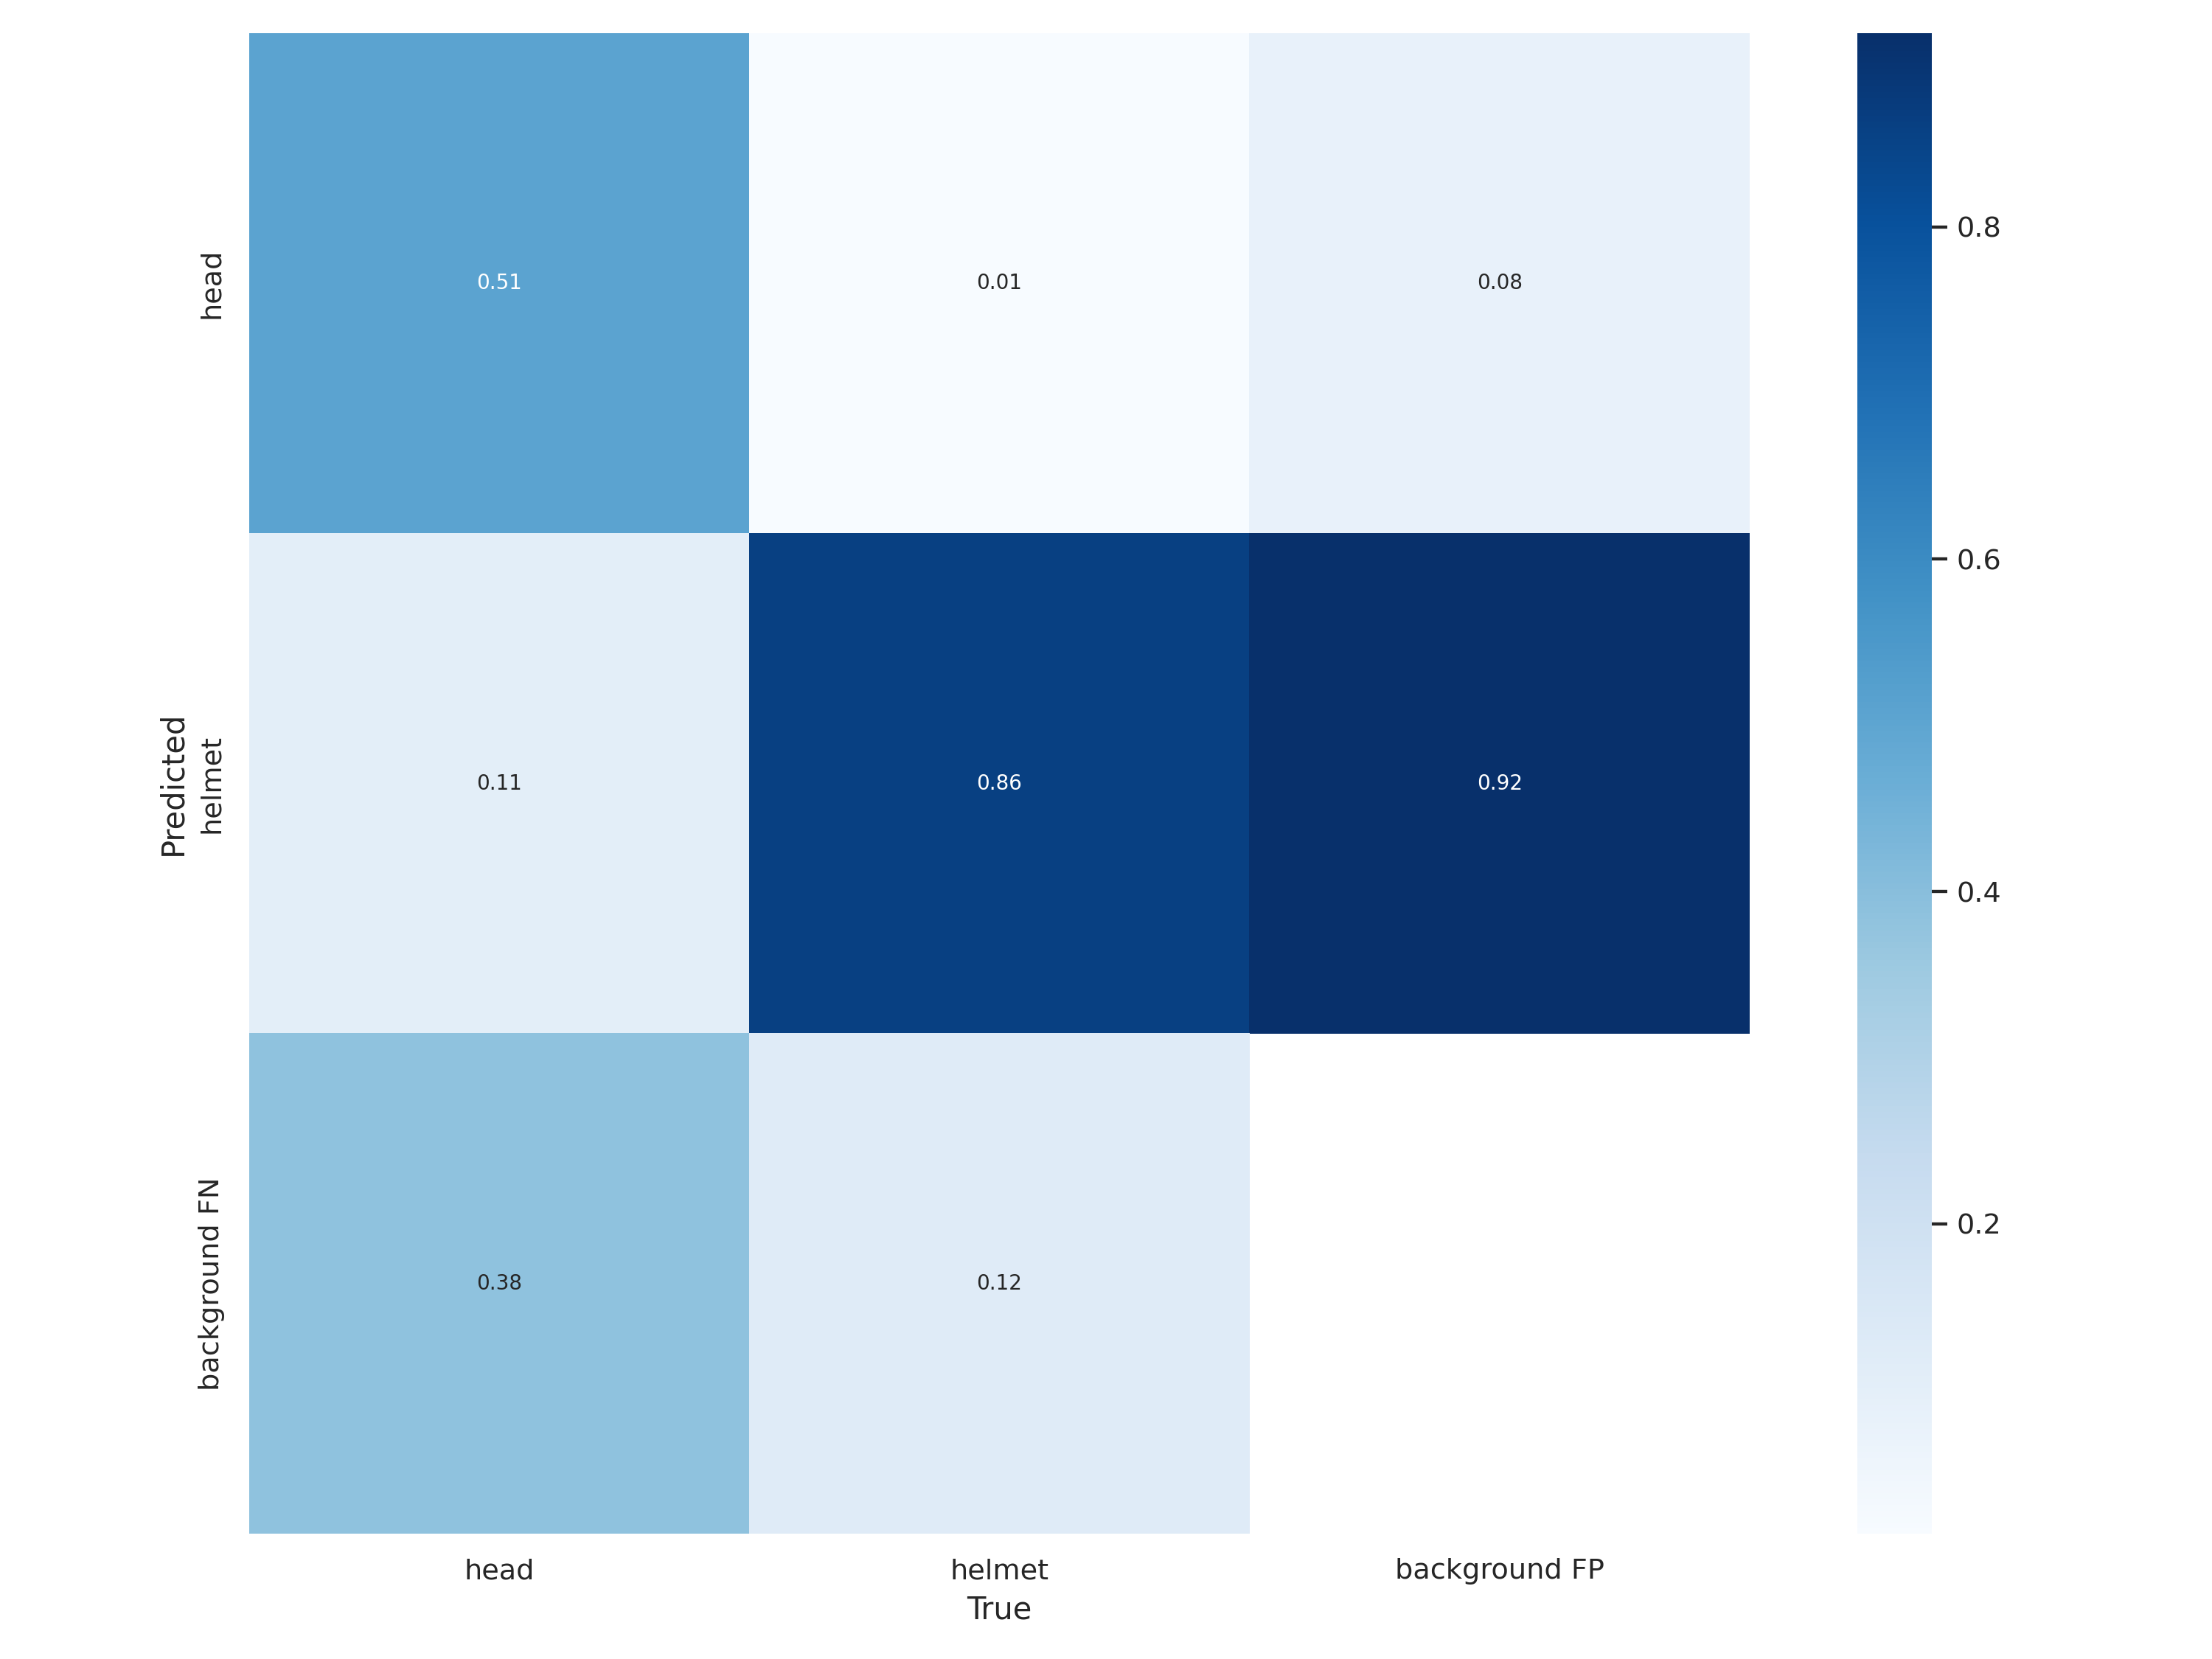 head
0.51
0.01
0.08
Predicted
helmet
0.11
0.86
0.92
background FN
0.38
0.12
head
helmet
background FP
True
0.8
0.6
0.4
0.2